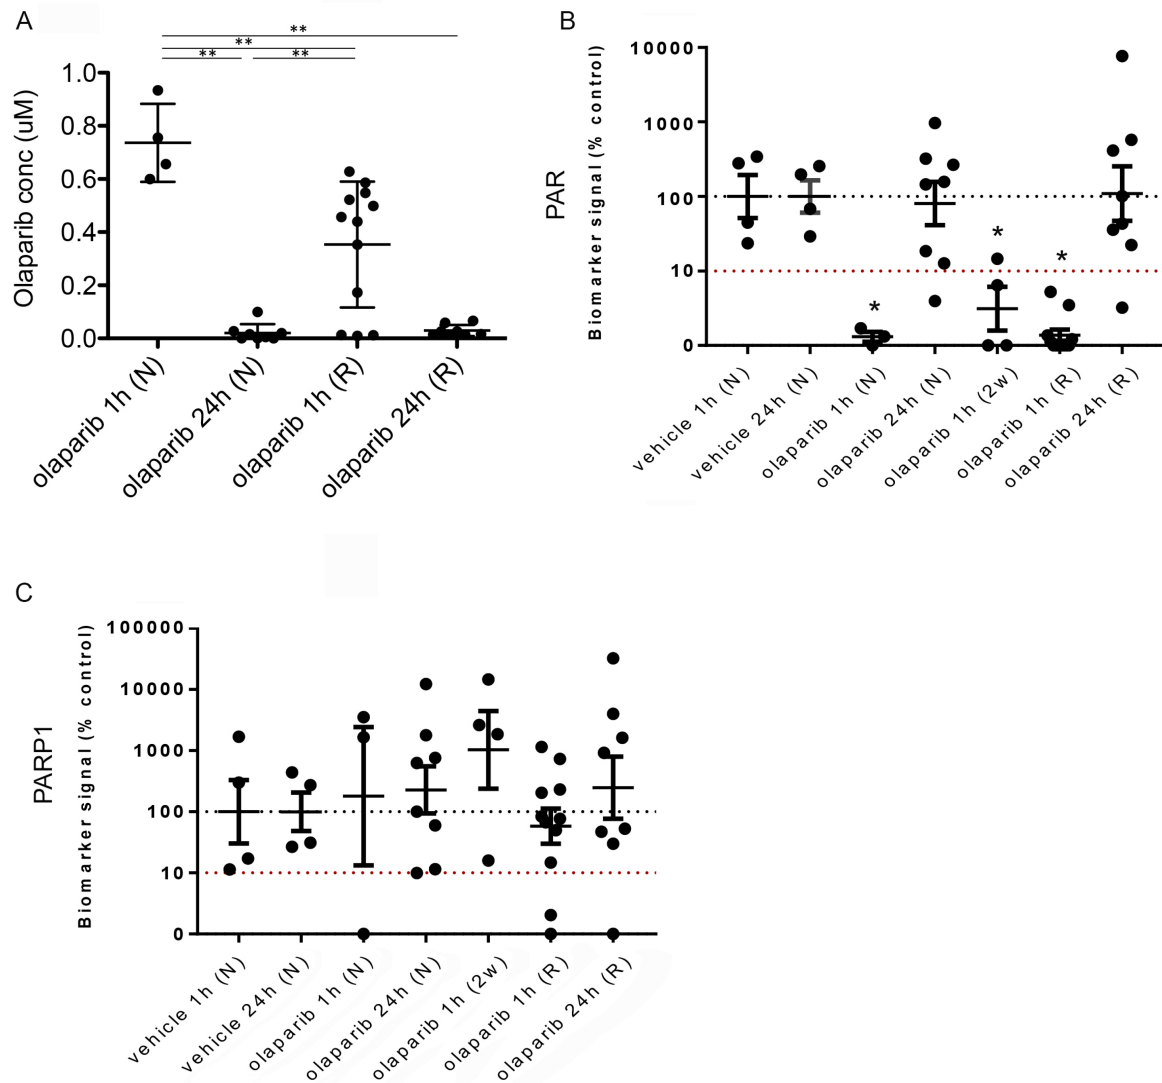 A
**
**
** **
Olaparib conc (uM)
1.0
0.8
0.6
0.4
0.2
0.0
olaparib 1h (N)
olaparib 24h (N)
olaparib 1h (R)
olaparib 24h (R)
B
PAR
Biomarker signal (% control)
10000
1000
100
10
0
*
*
*
vehicle 1h (N)
vehicle 24h (N)
olaparib 1h (N)
olaparib 24h (N)
olaparib 1h (2w)
olaparib 1h (R)
olaparib 24h (R)
C
PARP1
Biomarker signal (% control)
100000
10000
1000
100
10
0
vehicle 1h (N)
vehicle 24h (N)
olaparib 1h (N)
olaparib 24h (N)
olaparib 1h (2w)
olaparib 1h (R)
olaparib 24h (R)